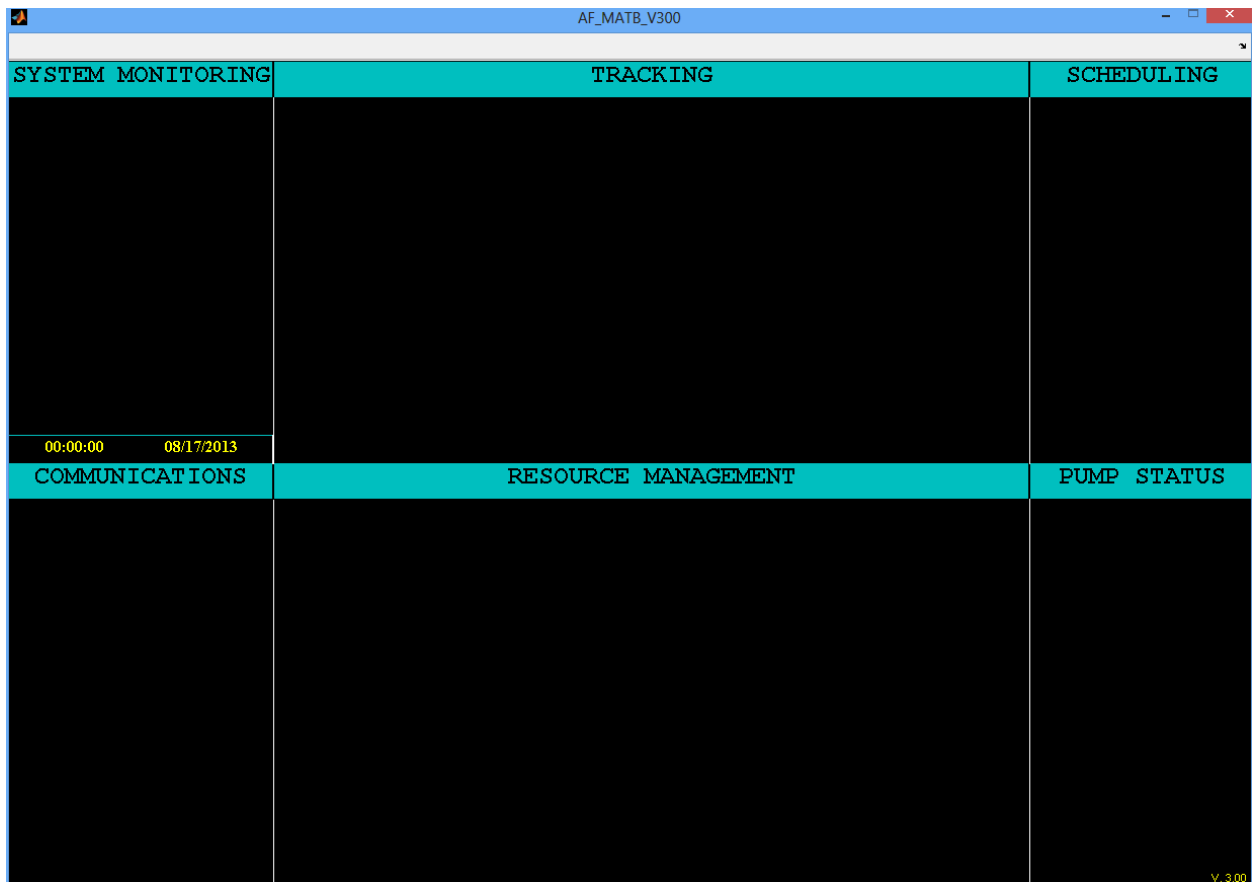 AF_MATB_V300
SYSTEM MONITORING
TRACKING
SCHEDULING
00:00:00 08/17/2013
COMMUNICATIONS
RESOURCE MANAGEMENT
PUMP STATUS
V. 3.00